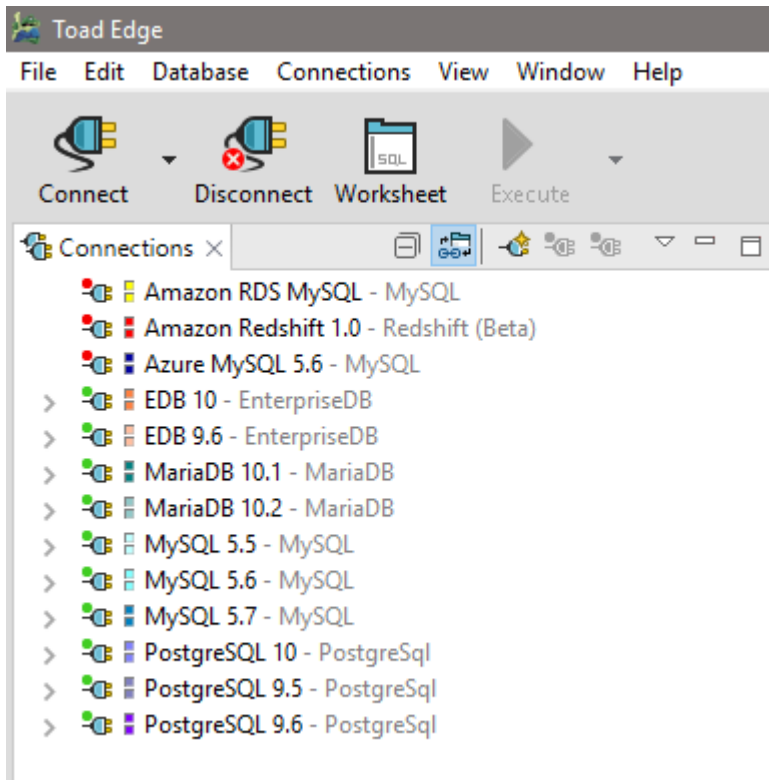 Toad Edge
File Edit Database Connections View Window Help
SQL
Connect Disconnect Worksheet Execute
Connections
Amazon RDS MySQL - MySQL
Amazon Redshift 1.0 - Redshift (Beta)
Azure MySQL 5.6 - MySQL
EDB 10 - EnterpriseDB
EDB 9.6 - EnterpriseDB
MariaDB 10.1 - MariaDB
MariaDB 10.2 - MariaDB
MySQL 5.5 - MySQL
MySQL 5.6 - MySQL
MySQL 5.7 - MySQL
PostgreSQL 10 - PostgreSql
PostgreSQL 9.5 - PostgreSql
PostgreSQL 9.6 - PostgreSql